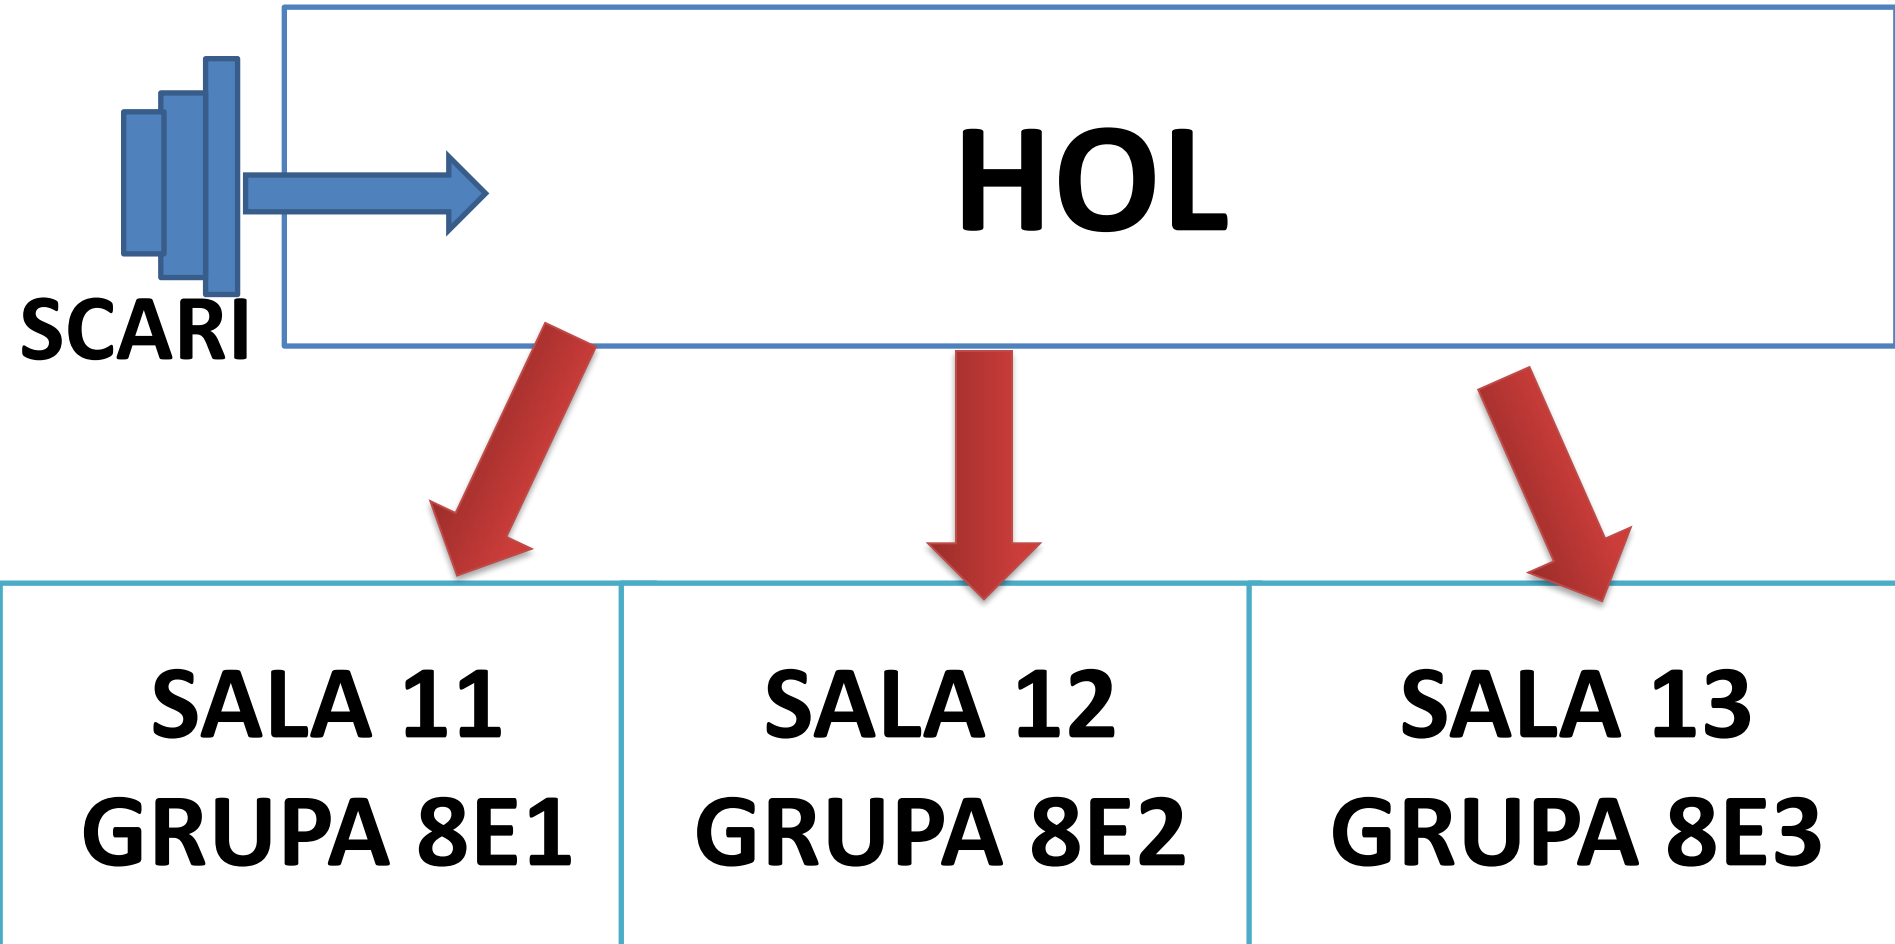 HOL
SCARI
SALA 11
GRUPA 8E1
SALA 12
GRUPA 8E2
SALA 13
GRUPA 8E3